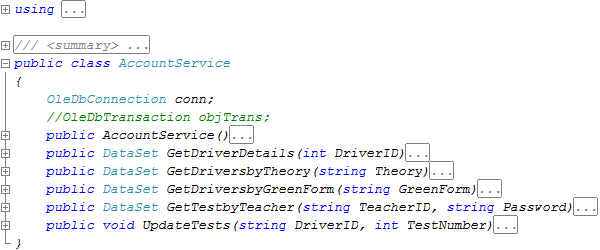 using ...
/// <summary> ...
public class AccountService
{
OleDbConnection conn;
//OleDbTransaction objTrans;
public AccountService()...
public DataSet GetDriverDetails(int DriverID)...
public DataSet GetDriversbyTheory(string Theory)...
public DataSet GetDriversbyGreenForm(string GreenForm)...
public DataSet GetTestbyTeacher(string TeacherID, string Password)...
public void UpdateTests(string DriverID, int TestNumber)...
}